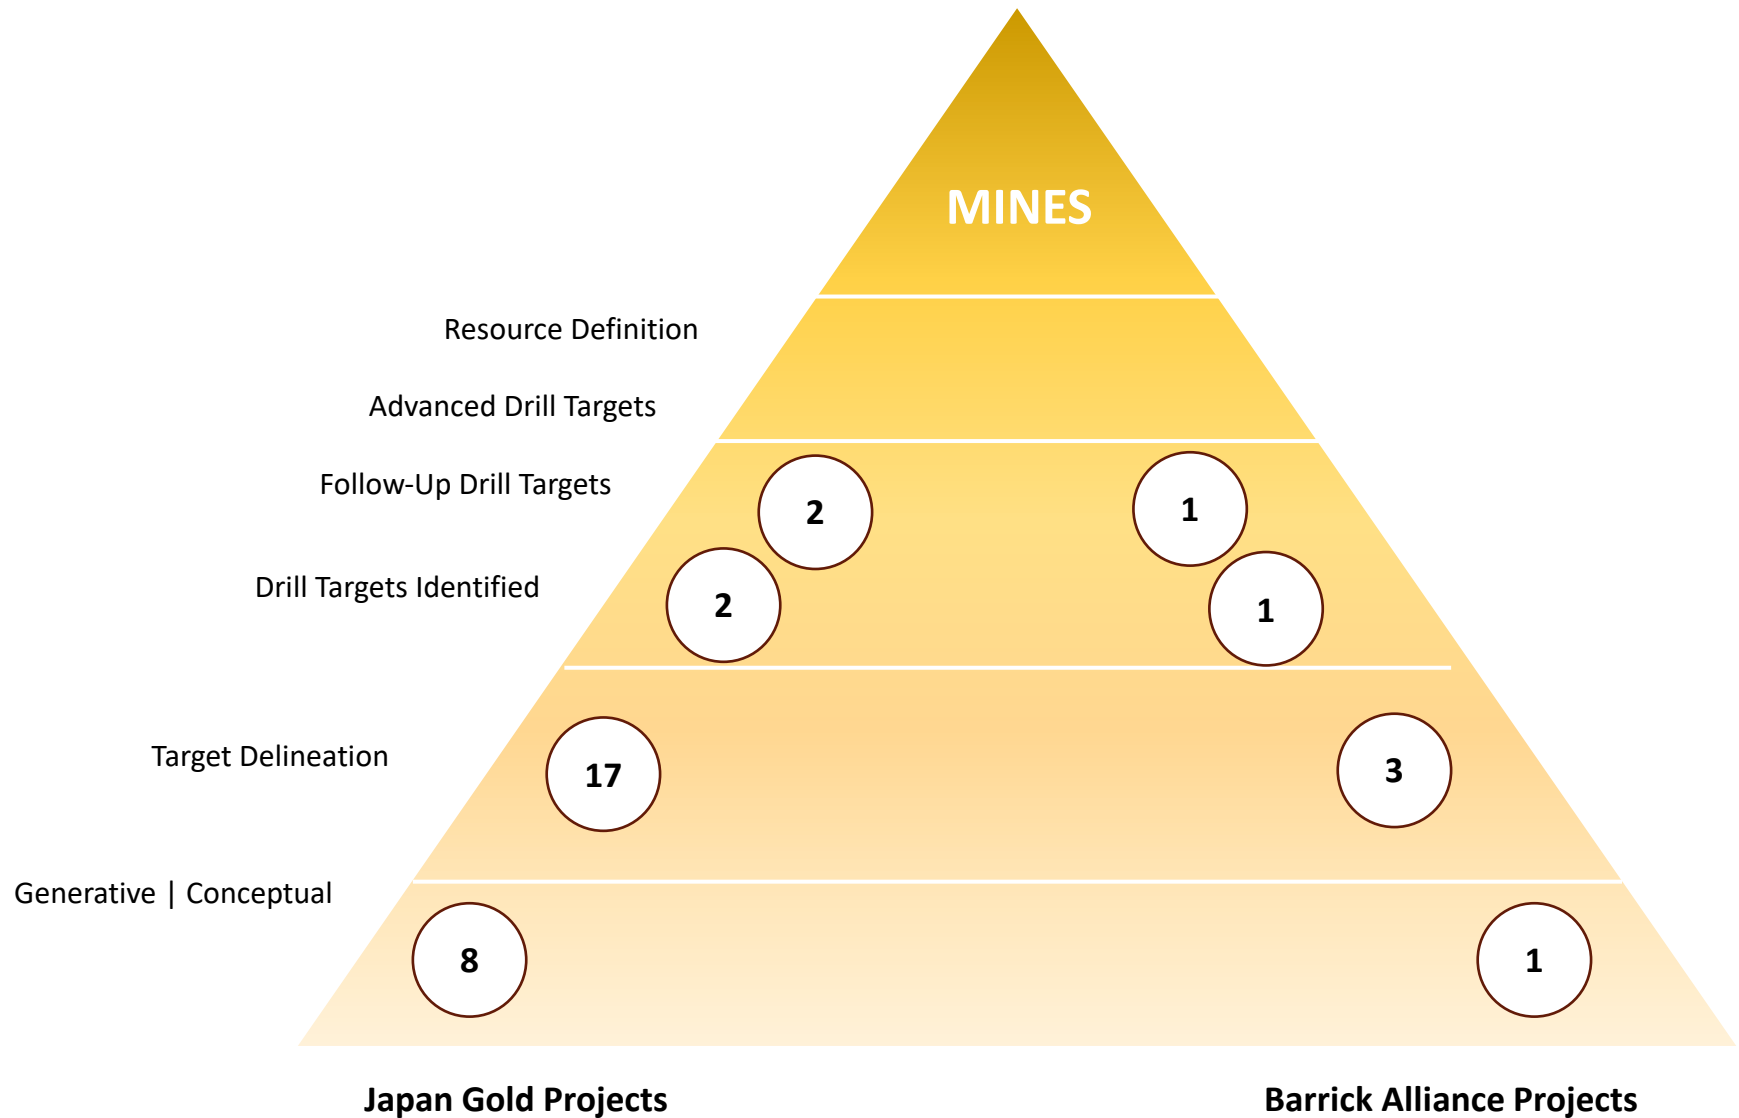 MINES
Resource Definition
Advanced Drill Targets
Follow-Up Drill Targets
2
1
Drill Targets Identified
2
1
Target Delineation
17
3
Generative | Conceptual
8
1
Japan Gold Projects
Barrick Alliance Projects